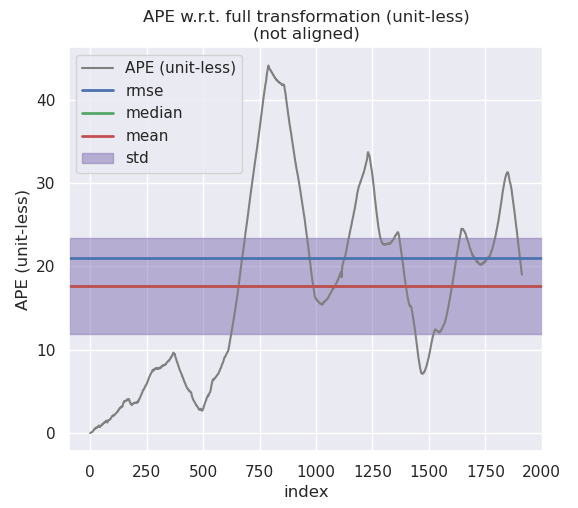 APE w.r.t. full transformation (unit-less)
(not aligned)
APE (unit-less)
rmse
median
mean
std
APE (unit-less)
40
30
20
10
0
0 250 500 750 1000 1250 1500 1750 2000
index